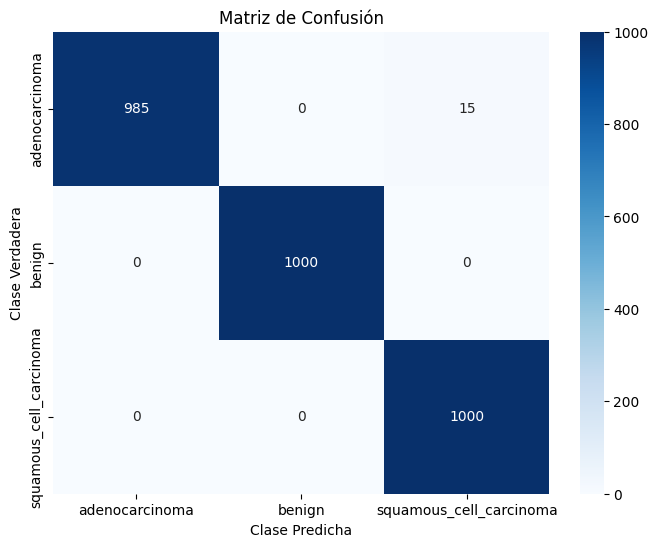 Matriz de Confusión
Clase Verdadera
adenocarcinoma
benign
squamous_cell_carcinoma
985 0 15
0 1000 0
0 0 1000
adenocarcinoma benign squamous_cell_carcinoma
Clase Predicha
1000
800
600
400
200
0